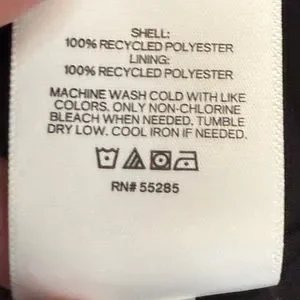 SHELL:
100% RECYCLED POLYESTER
LINING:
100% RECYCLED POLYESTER
MACHINE WASH COLD WITH LIKE
COLORS. ONLY NON-CHLORINE
BLEACH WHEN NEEDED. TUMBLE
DRY LOW. COOL IRON IF NEEDED.
RN# 55285